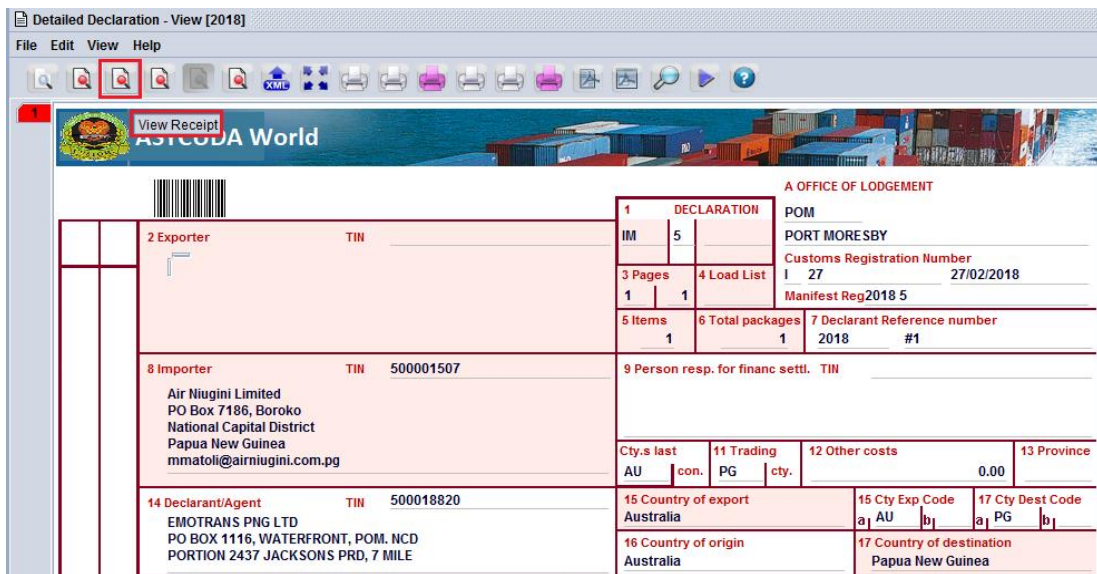 Detailed Declaration - View [2018]
File Edit View Help
XML
1
View Receipt
ASYCUDA World
A OFFICE OF LODGEMENT
1 DECLARATION
POM
IM 5
PORT MORESBY
2 Exporter TIN
Customs Registration Number
3 Pages 4 Load List
I 27 27/02/2018
1 1
Manifest Reg2018 5
5 Items 6 Total packages 7 Declarant Reference number
1 1 2018 #1
8 Importer TIN 500001507
9 Person resp. for financ settl. TIN
Air Niugini Limited
PO Box 7186, Boroko
National Capital District
Papua New Guinea
mmatoli@airniugini.com.pg
Cty.s last 11 Trading 12 Other costs 13 Province
AU con. PG cty. 0.00
14 Declarant/Agent TIN 500018820
EMOTRANS PNG LTD
PO BOX 1116, WATERFRONT, POM. NCD
PORTION 2437 JACKSONS PRD, 7 MILE
15 Country of export 15 Cty Exp Code 17 Cty Dest Code
Australia a AU b a PG b
16 Country of origin 17 Country of destination
Australia Papua New Guinea